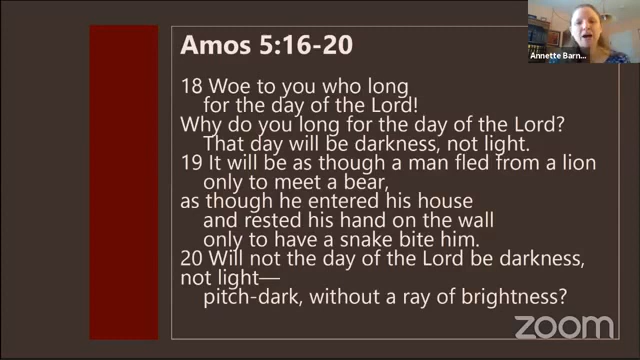 Amos 5:16-20
18 Woe to you who long
for the day of the Lord!
Why do you long for the day of the Lord?
That day will be darkness, not light.
19 It will be as though a man fled from a lion
only to meet a bear,
as though he entered his house
and rested his hand on the wall
only to have a snake bite him.
20 Will not the day of the Lord be darkness,
not light—
pitch-dark, without a ray of brightness?
Annette Barn...
zoom